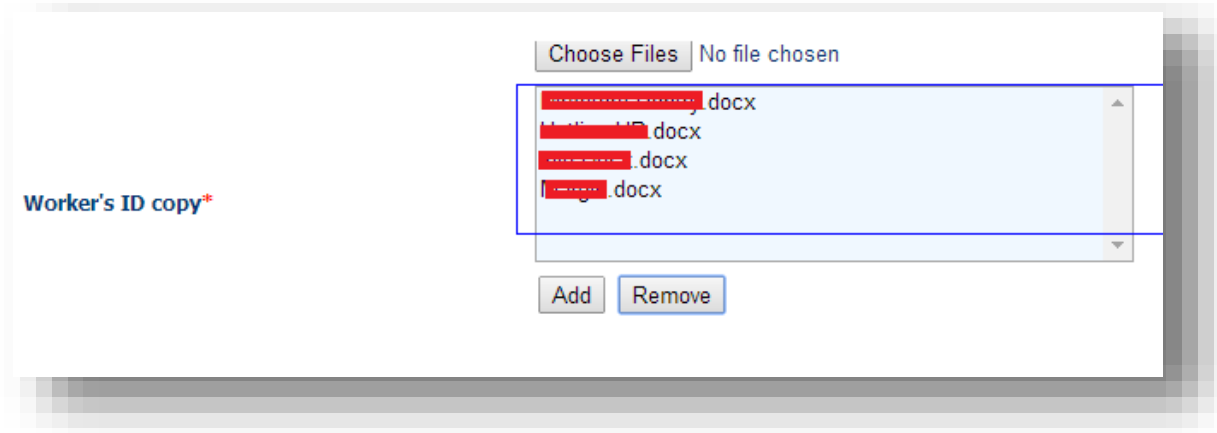 Choose Files No file chosen
.docx
.docx
.docx
.docx
Worker's ID copy*
Add Remove